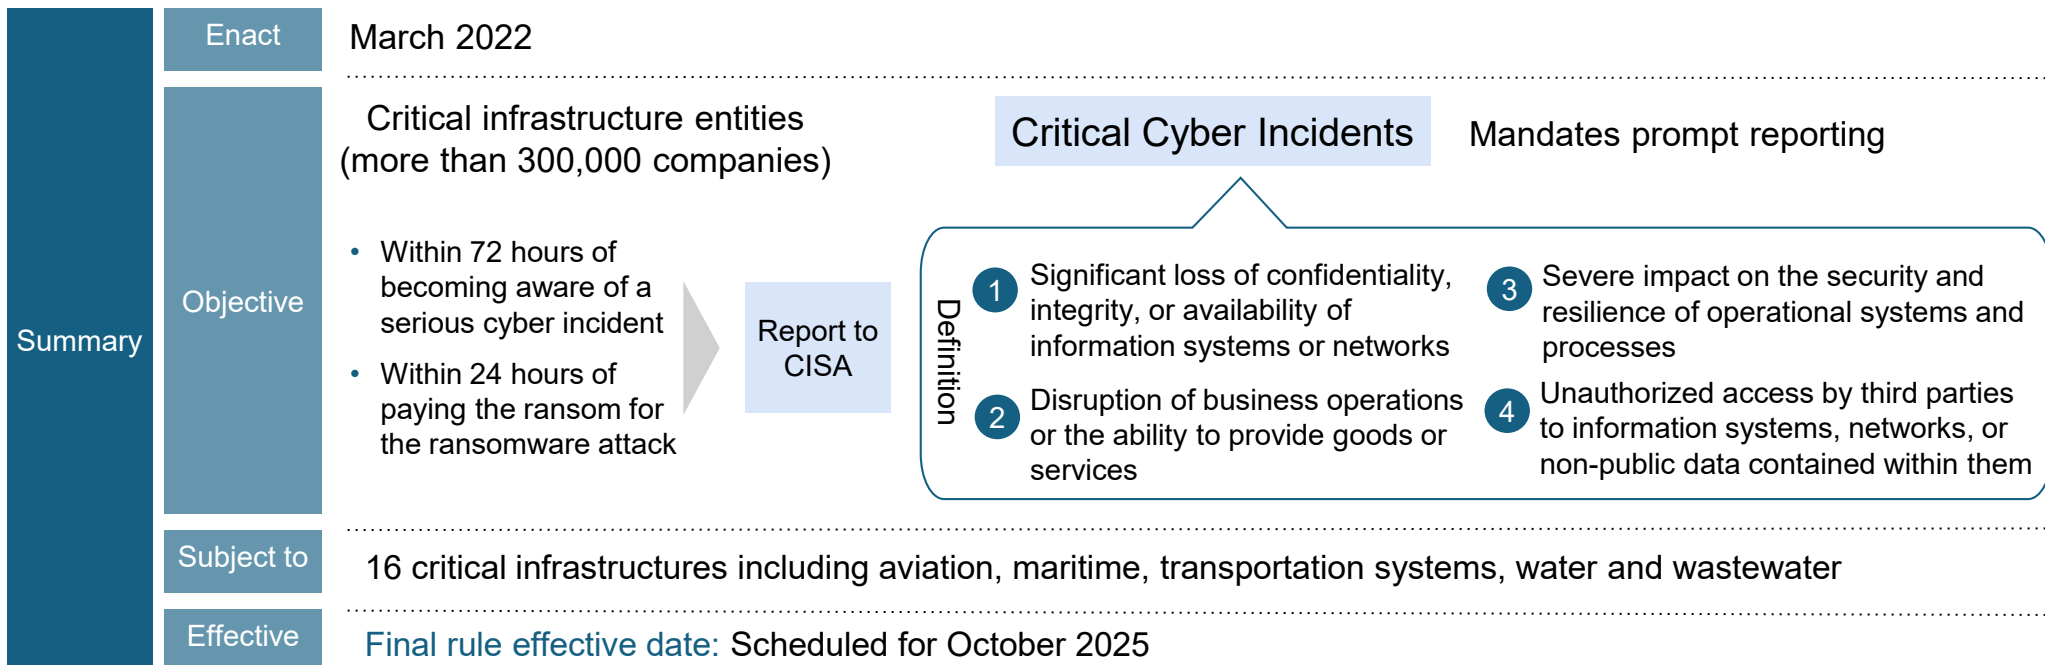 Summary
Enact
March 2022
Objective
Critical infrastructure entities
(more than 300,000 companies)
Critical Cyber Incidents
Mandates prompt reporting
• Within 72 hours of
becoming aware of a
serious cyber incident
• Within 24 hours of
paying the ransom for
the ransomware attack
Report to
CISA
Definition
1
Significant loss of confidentiality,
integrity, or availability of
information systems or networks
2
Disruption of business operations
or the ability to provide goods or
services
3
Severe impact on the security and
resilience of operational systems and
processes
4
Unauthorized access by third parties
to information systems, networks, or
non-public data contained within them
Subject to
16 critical infrastructures including aviation, maritime, transportation systems, water and wastewater
Effective
Final rule effective date: Scheduled for October 2025